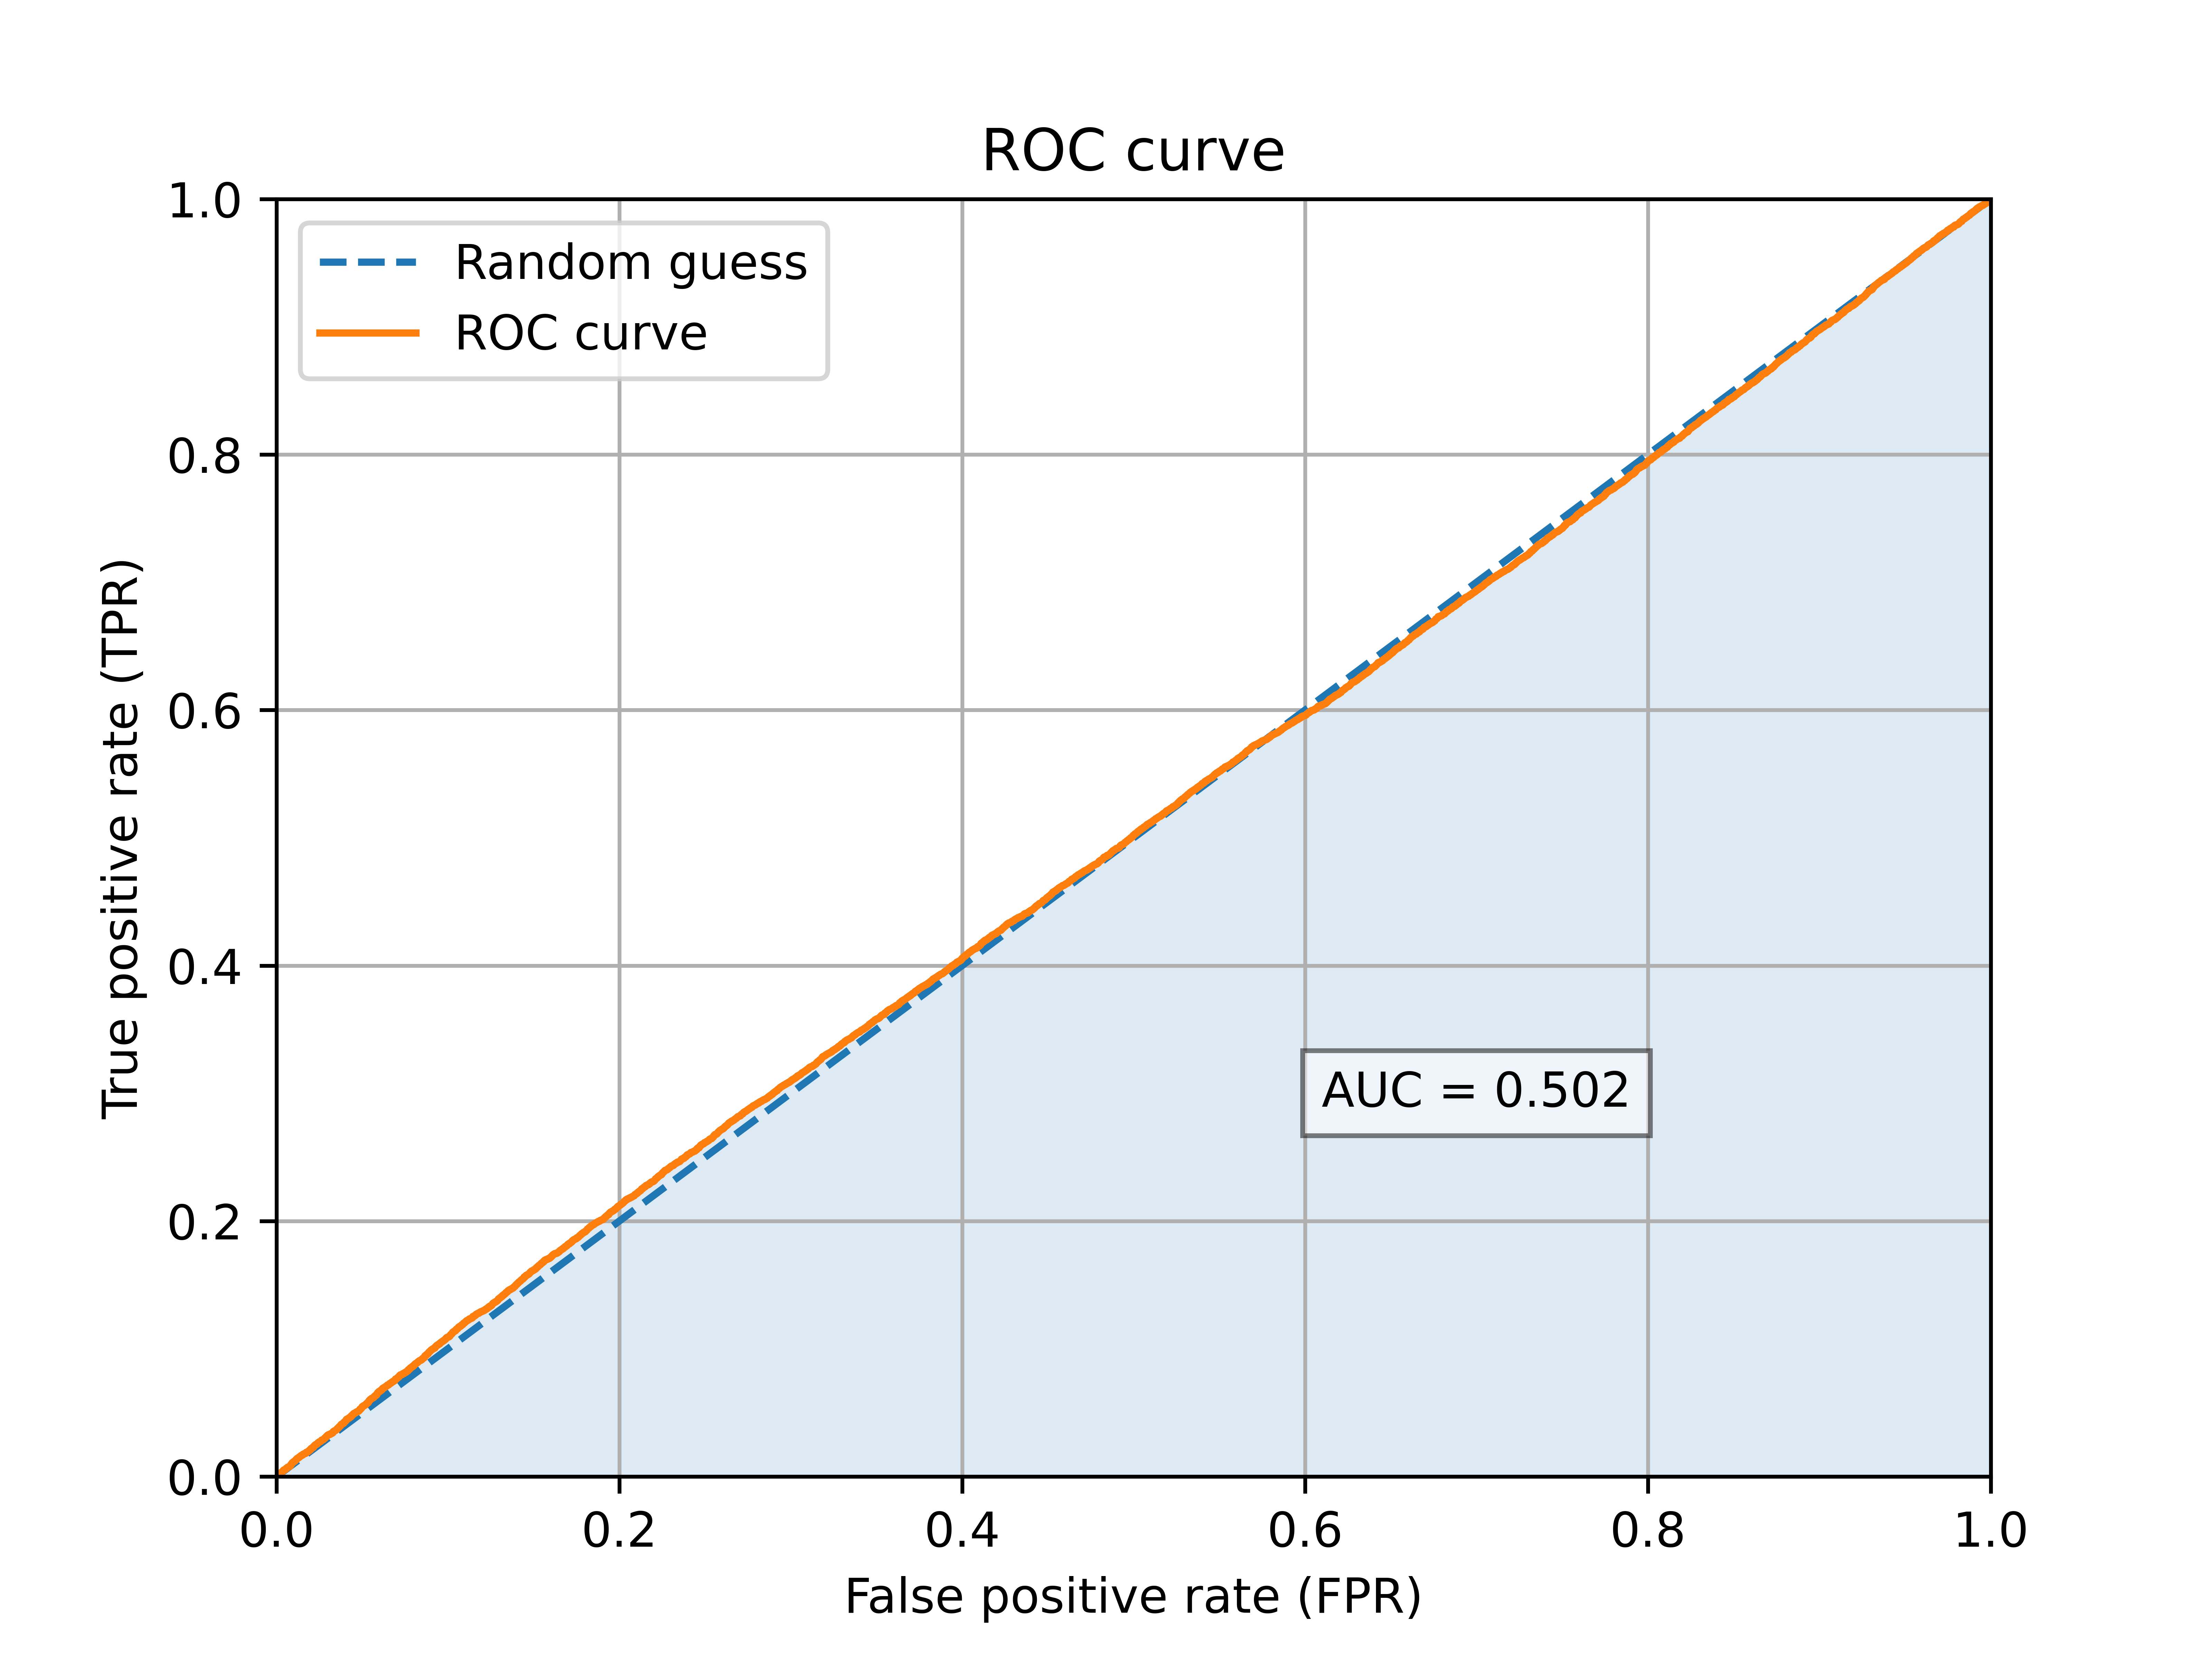 ROC curve
1.0
0.8
0.6
0.4
0.2
0.0
True positive rate (TPR)
Random guess
ROC curve
AUC = 0.502
0.0 0.2 0.4 0.6 0.8 1.0
False positive rate (FPR)